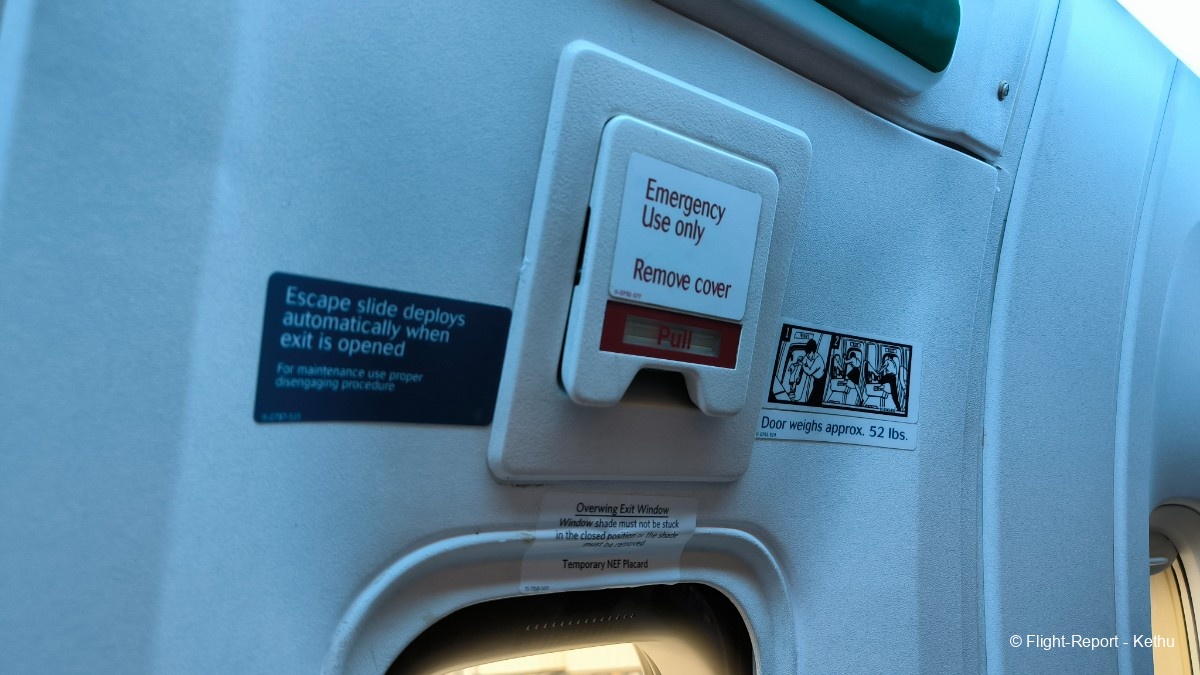 Emergency
Use only
Remove cover
Pull
Escape slide deploys
automatically when
exit is opened
For maintenance use proper
disengaging procedure
Door weighs approx. 52 lbs.
Overwing Exit Window
Window shade must not be stuck
in the closed position or the shade
must be removed
Temporary NEF Placard
© Flight-Report - Kethu